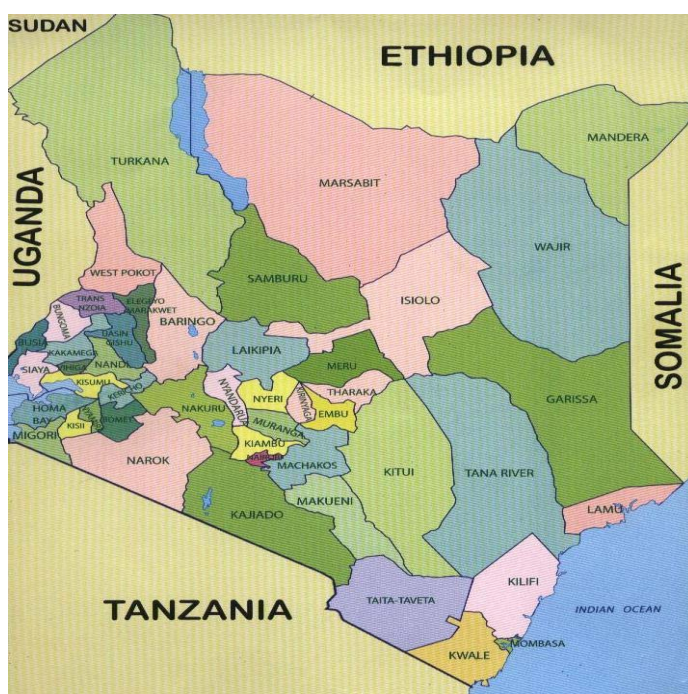 SUDAN
ETHIOPIA
MANDERA
TURKANA
MARSABIT
UGANDA
WAJIR
SOMALIA
WEST POKOT
SAMBURU
TRANS
NZOIA
ELEGEYO
MARAKWET
ISIOLO
BUNGOMA
BARINGO
UASIN
GISHU
BUSIA
KAKAMEGA
LAIKIPIA
SIAYA
VIHIGA
NANDI
MERU
KISUMU
KERICHO
NYANDARUA
THARAKA
NYERI
KIRINYAGA
GARISSA
HOMA
BAY
NAKURU
EMBU
KISII
NYAMIRA
BOMET
MURANGA
MIGORI
KIAMBU
NAROK
NAIROBI
MACHAKOS
KITUI
TANA RIVER
MAKUENI
LAMU
KAJIADO
TANZANIA
TAITA-TAVETA
KILIFI
INDIAN OCEAN
MOMBASA
KWALE